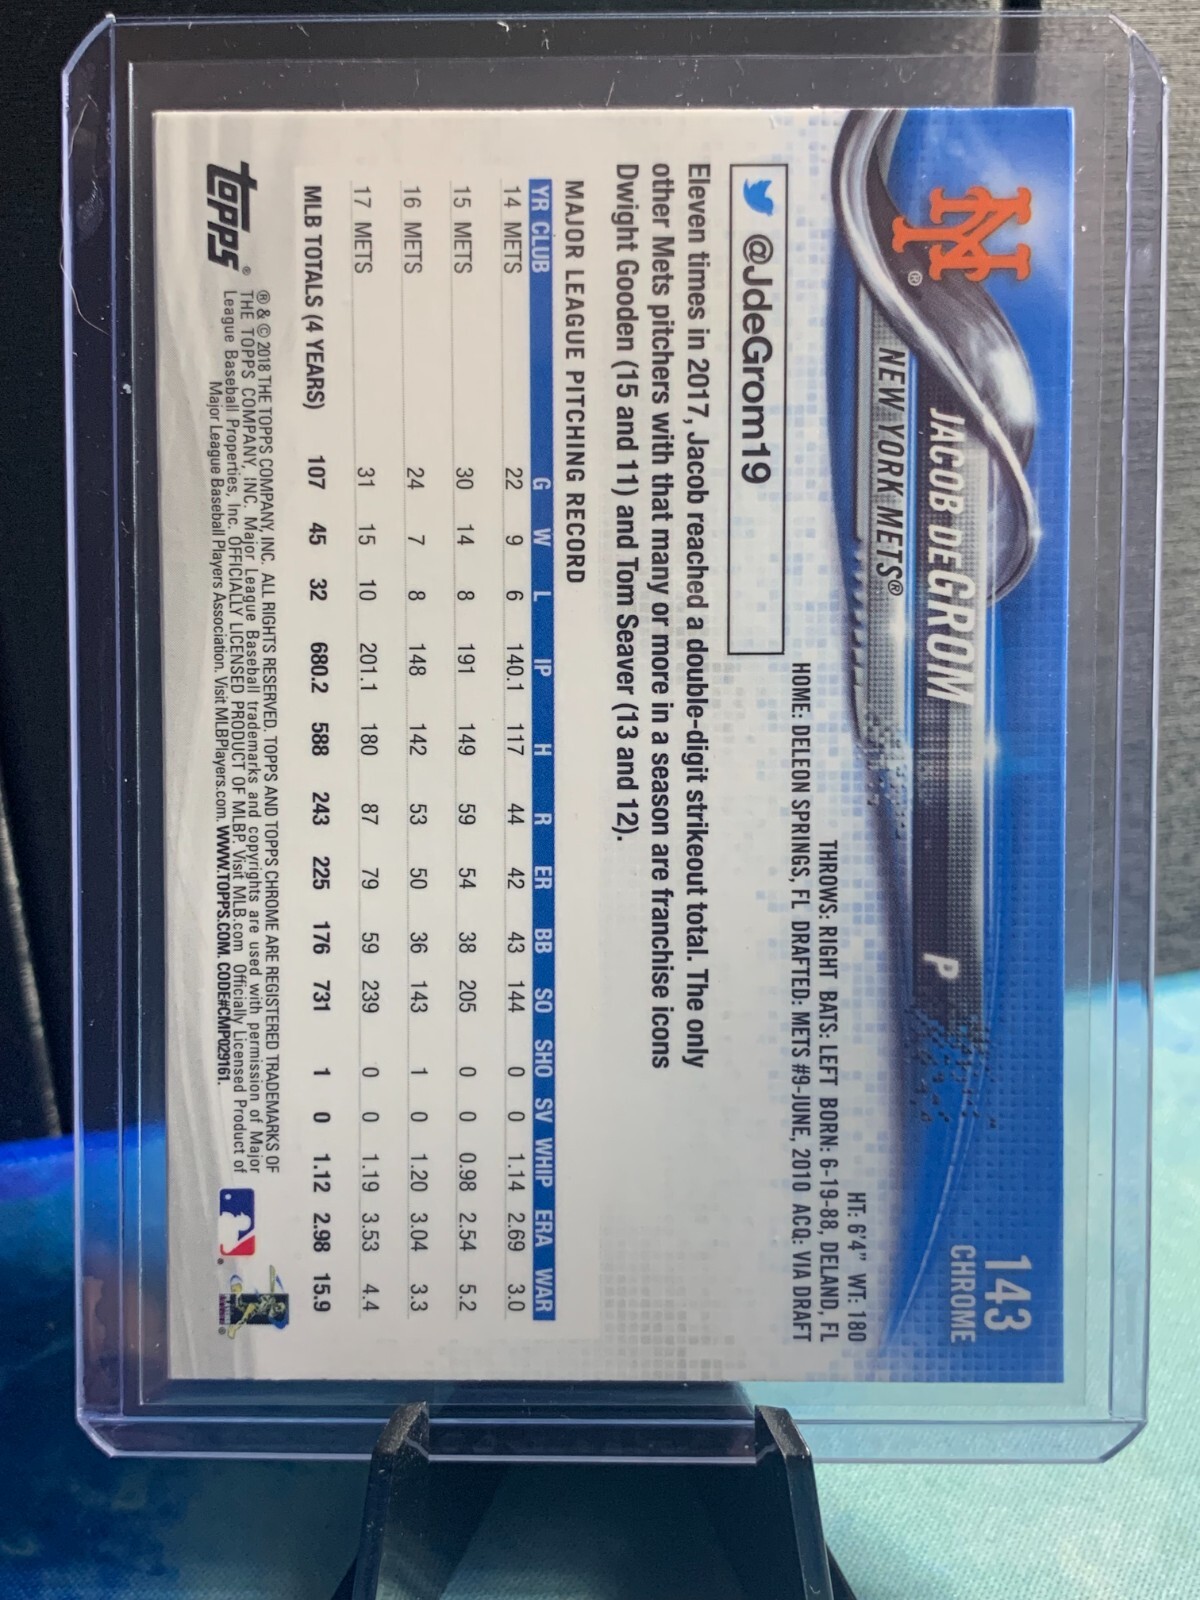 NY®
JACOB DEGROM P
NEW YORK METS®
143
CHROME
HT: 6'4" WT: 180
THROWS: RIGHT BATS: LEFT BORN: 6-19-88, DELAND, FL
HOME: DELEON SPRINGS, FL DRAFTED: METS #9-JUNE, 2010 ACQ: VIA DRAFT
@JdeGrom19
Eleven times in 2017, Jacob reached a double-digit strikeout total. The only
other Mets pitchers with that many or more in a season are franchise icons
Dwight Gooden (15 and 11) and Tom Seaver (13 and 12).
MAJOR LEAGUE PITCHING RECORD
YR CLUB G W L IP H R ER BB SO SHO SV WHIP ERA WAR
14 METS 22 9 6 140.1 117 44 42 43 144 0 0 1.14 2.69 3.0
15 METS 30 14 8 191 149 59 54 38 205 0 0 0.98 2.54 5.2
16 METS 24 7 8 148 142 53 50 36 143 1 0 1.20 3.04 3.3
17 METS 31 15 10 201.1 180 87 79 59 239 0 0 1.19 3.53 4.4
MLB TOTALS (4 YEARS) 107 45 32 680.2 588 243 225 176 731 1 0 1.12 2.98 15.9
topps®
® & © 2018 THE TOPPS COMPANY, INC. ALL RIGHTS RESERVED. TOPPS AND TOPPS CHROME ARE REGISTERED TRADEMARKS OF
THE TOPPS COMPANY, INC. Major League Baseball trademarks and copyrights are used with permission of Major
League Baseball Properties, Inc. OFFICIALLY LICENSED PRODUCT OF MLBP. Visit MLB.com Officially Licensed Product of
Major League Baseball Players Association. Visit MLBPlayers.com. WWW.TOPPS.COM. CODE#CMP029161.